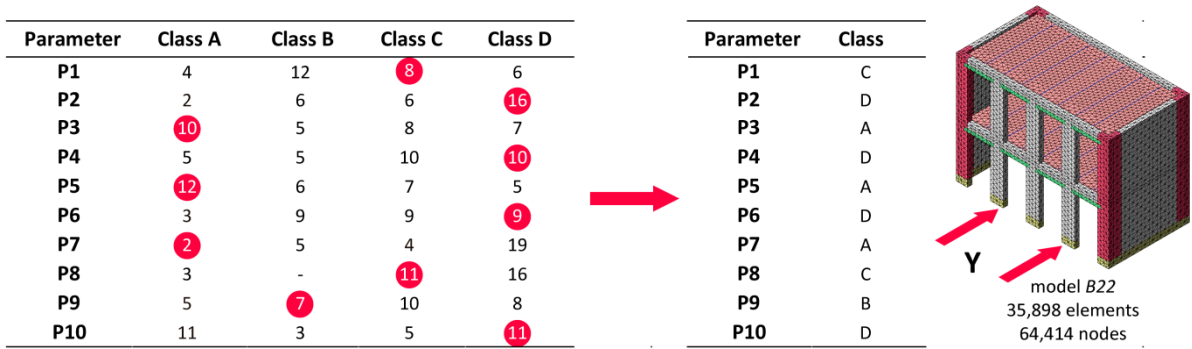 Parameter Class A Class B Class C Class D
P1 4 12 8 6
P2 2 6 6 16
P3 10 5 8 7
P4 5 5 10 10
P5 12 6 7 5
P6 3 9 9 9
P7 2 5 4 19
P8 3 - 11 16
P9 5 7 10 8
P10 11 3 5 11
Parameter Class
P1 C
P2 D
P3 A
P4 D
P5 A
P6 D
P7 A
P8 C
P9 B
P10 D
Y
model B22
35,898 elements
64,414 nodes